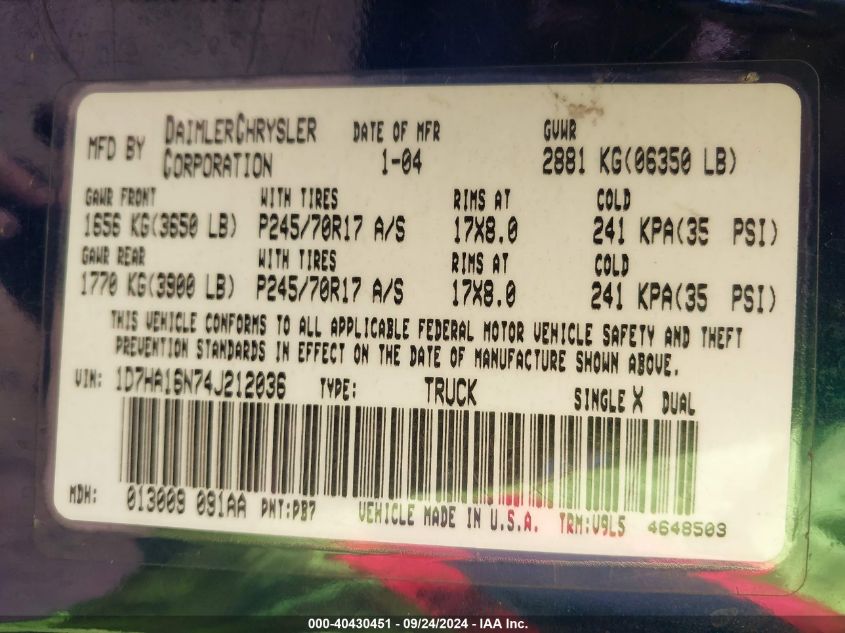 MFD BY DAIMLERCHRYSLER CORPORATION DATE OF MFR 1-04 GVWR 2881 KG(06350 LB)
GAWR FRONT WITH TIRES RIMS AT COLD
1656 KG(3650 LB) P245/70R17 A/S 17X8.0 241 KPA(35 PSI)
GAWR REAR WITH TIRES RIMS AT COLD
1770 KG(3900 LB) P245/70R17 A/S 17X8.0 241 KPA(35 PSI)
THIS VEHICLE CONFORMS TO ALL APPLICABLE FEDERAL MOTOR VEHICLE SAFETY AND THEFT
PREVENTION STANDARDS IN EFFECT ON THE DATE OF MANUFACTURE SHOWN ABOVE.
VIN: 1D7HA16N74J212036 TYPE: TRUCK SINGLE X DUAL
MDH: 013009 091AA PNT:PB7 VEHICLE MADE IN U.S.A. TRM:V9L5 4648503
000-40430451 - 09/24/2024 - IAA Inc.